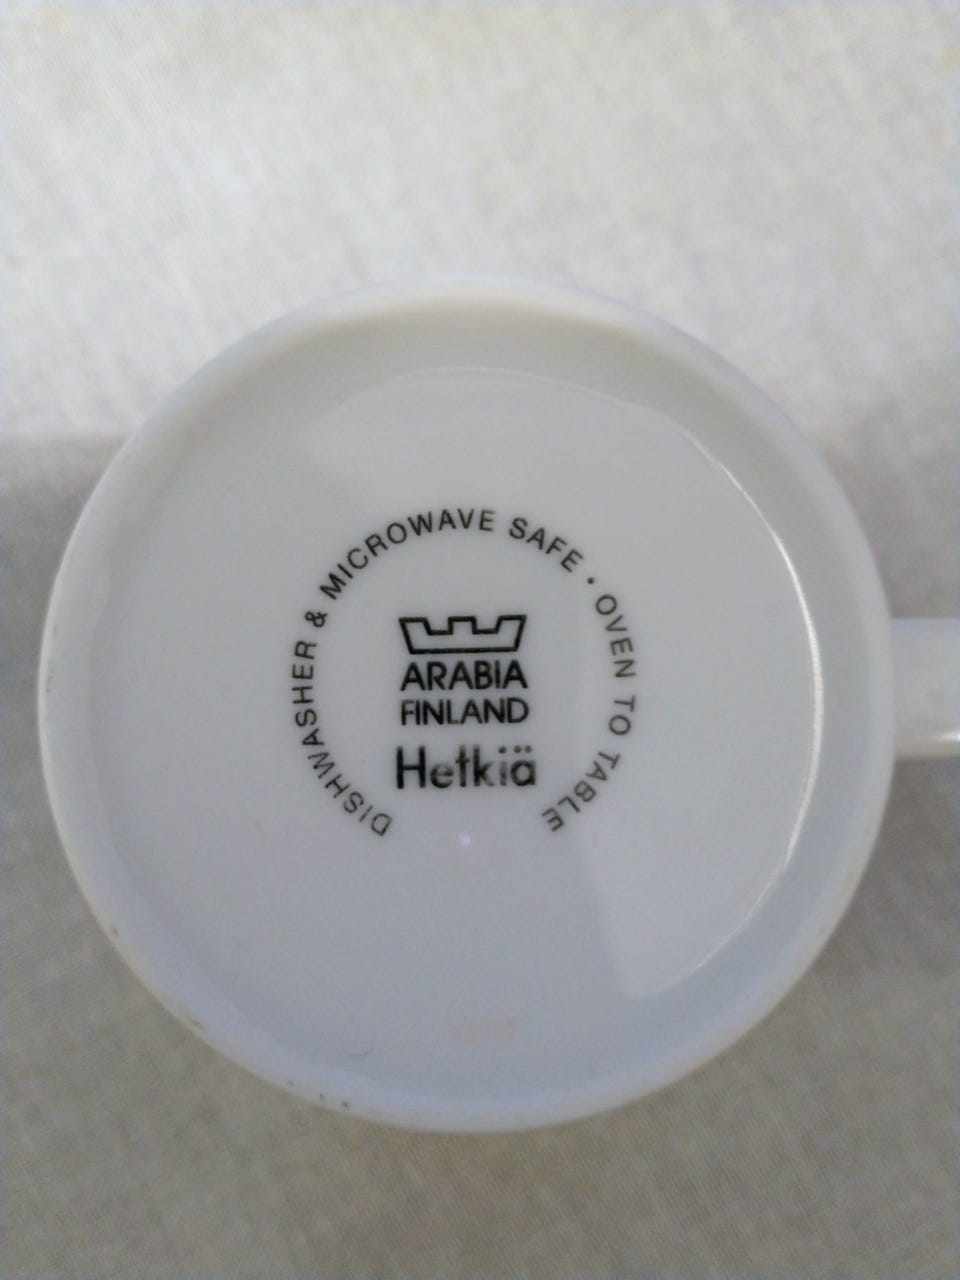 DISHWASHER & MICROWAVE SAFE • OVEN TO TABLE
ARABIA
FINLAND
Hetkiä